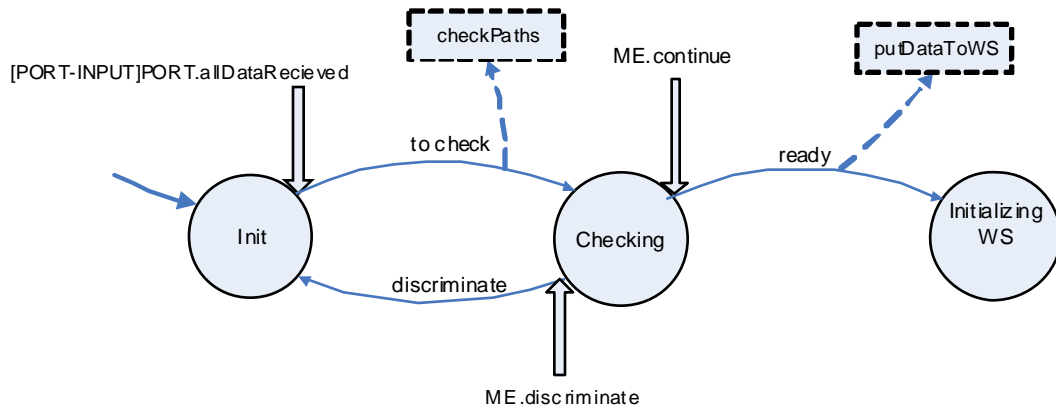 checkPaths
putDataToWS
ME.continue
[PORT-INPUT]PORT.allDataRecieved
to check
ready
Init
Checking
Initializing
WS
discriminate
ME.discriminate